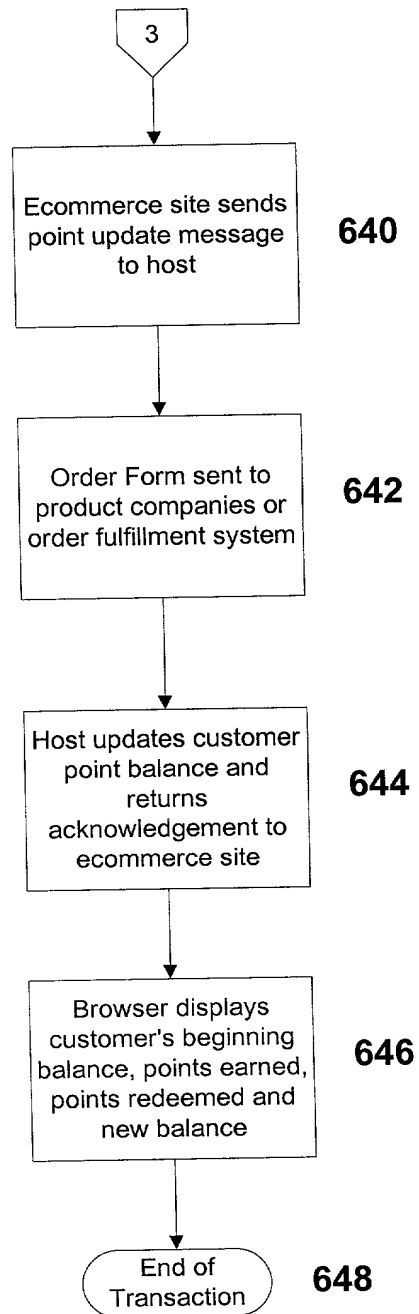 3
Ecommerce site sends
point update message
to host
640
Order Form sent to
product companies or
order fulfillment system
642
Host updates customer
point balance and
returns
acknowledgement to
ecommerce site
644
Browser displays
customer's beginning
balance, points earned,
points redeemed and
new balance
646
End of
Transaction
648